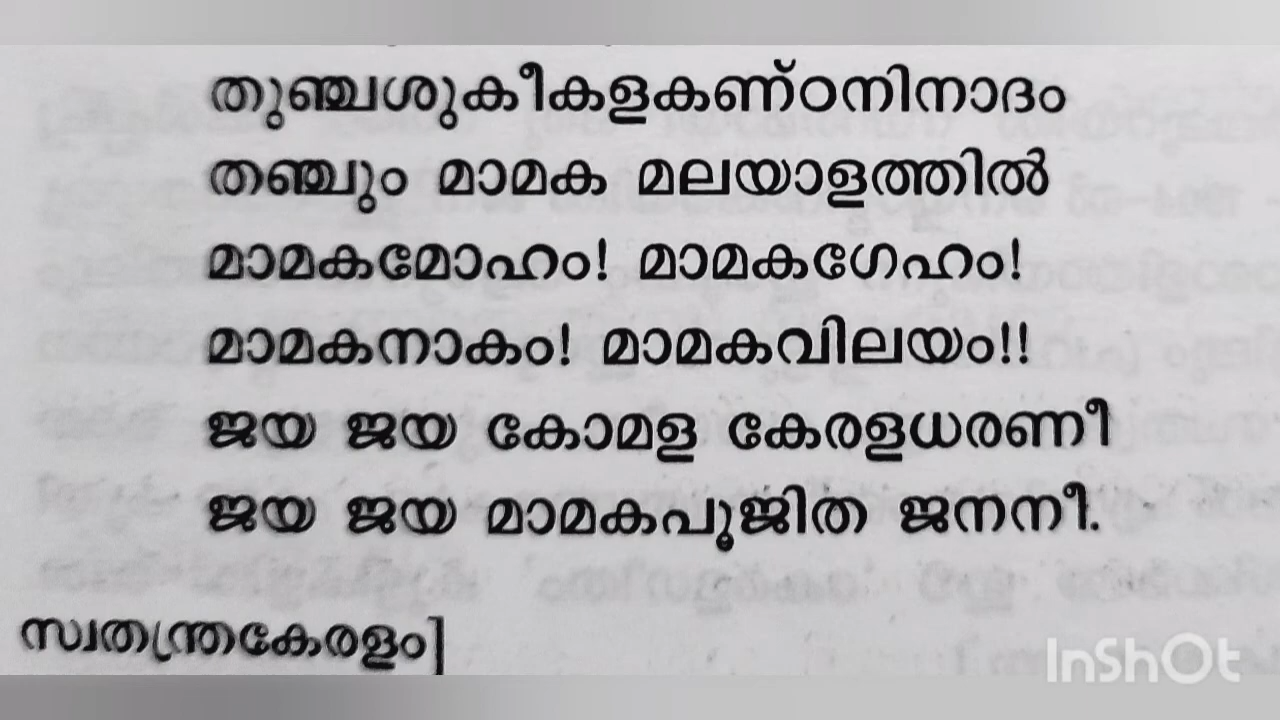 തുഞ്ചശുകീകളകണ്ഠനിനാദം
തഞ്ചും മാമക മലയാളത്തിൽ
മാമകമോഹം! മാമകഗേഹം!
മാമകനാകം! മാമകവിലയം!!
ജയ ജയ കോമള കേരളധരണീ
ജയ ജയ മാമകപൂജിത ജനനീ.
സ്വതന്ത്രകേരളം]
InShOt